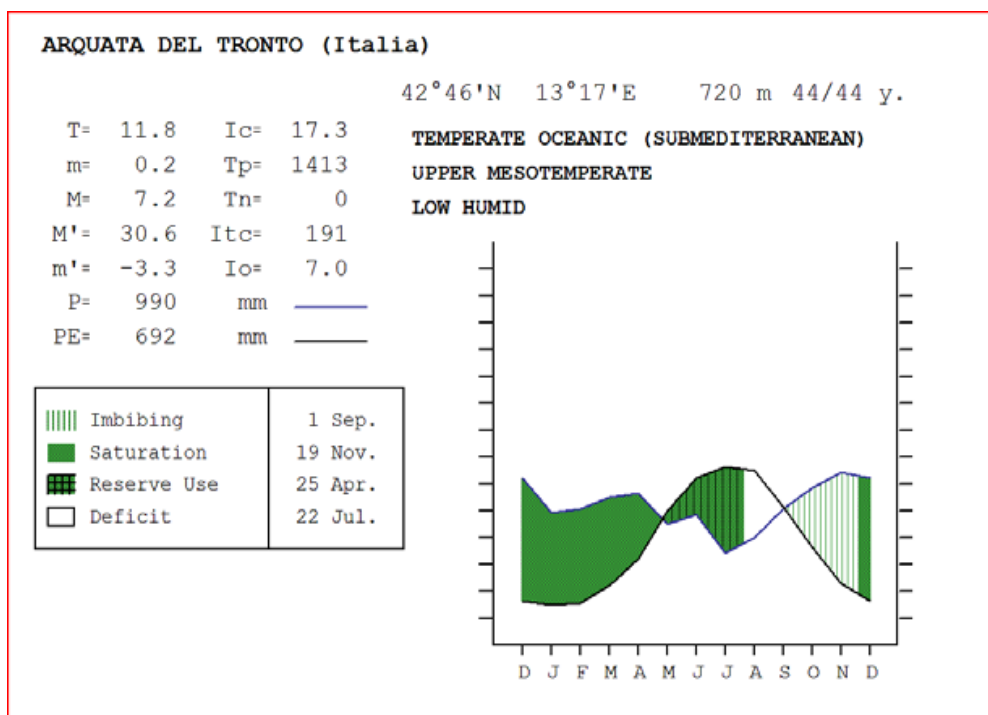 ARQUATA DEL TRONTO (Italia)
42°46'N 13°17'E 720 m 44/44 y.
T= 11.8 Ic= 17.3
m= 0.2 Tp= 1413
M= 7.2 Tn= 0
M'= 30.6 Itc= 191
m'= -3.3 Io= 7.0
P= 990 mm
PE= 692 mm
TEMPERATE OCEANIC (SUBMEDITERRANEAN)
UPPER MESOTEMPERATE
LOW HUMID
Imbibing 1 Sep.
Saturation 19 Nov.
Reserve Use 25 Apr.
Deficit 22 Jul.
D J F M A M J J A S O N D